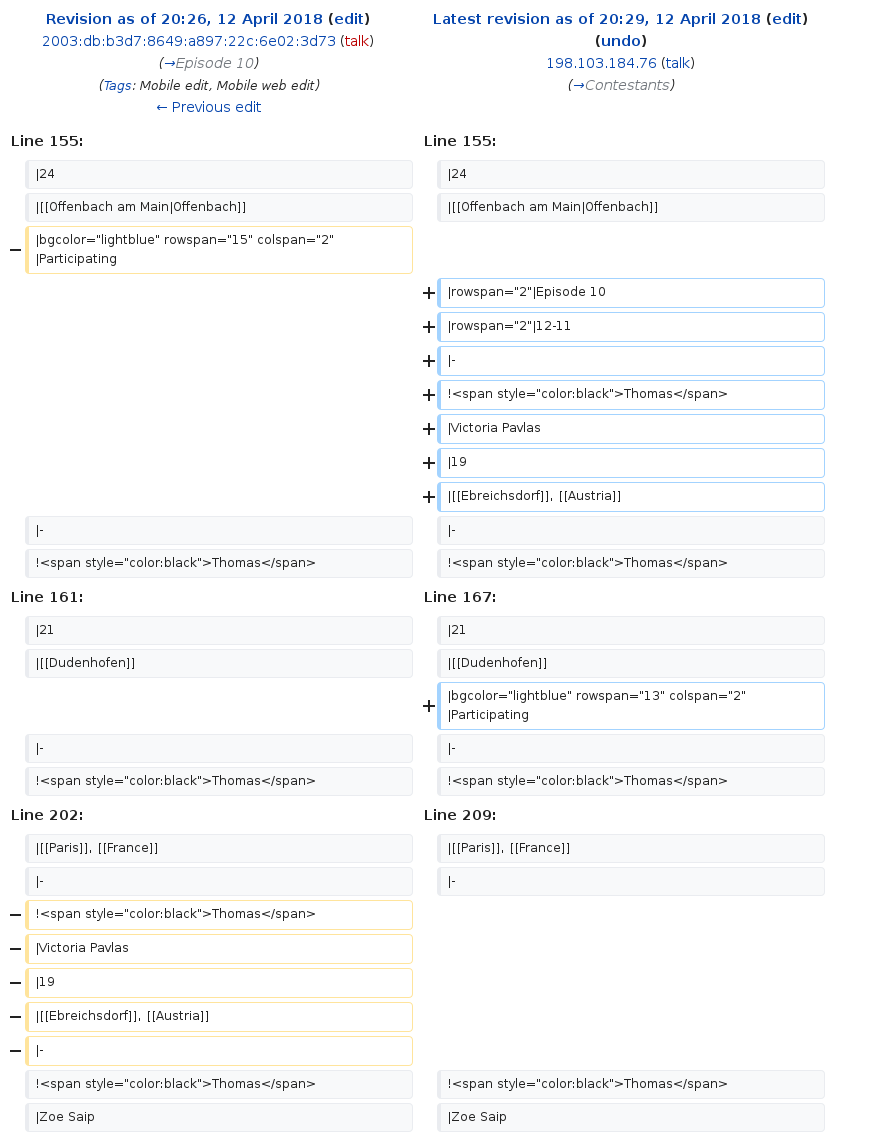 Revision as of 20:26, 12 April 2018 (edit)
2003:db:b3d7:8649:a897:22c:6e02:3d73 (talk)
(→Episode 10)
(Tags: Mobile edit, Mobile web edit)
← Previous edit
Latest revision as of 20:29, 12 April 2018 (edit)
(undo)
198.103.184.76 (talk)
(→Contestants)
Line 155:
Line 155:
|24
|24
|[[Offenbach am Main|Offenbach]]
|[[Offenbach am Main|Offenbach]]
− |bgcolor="lightblue" rowspan="15" colspan="2"
|Participating
+ |rowspan="2"|Episode 10
+ |rowspan="2"|12-11
+ |-
+ !<span style="color:black">Thomas</span>
+ |Victoria Pavlas
+ |19
+ |[[Ebreichsdorf]], [[Austria]]
|-
|-
!<span style="color:black">Thomas</span>
!<span style="color:black">Thomas</span>
Line 161:
Line 167:
|21
|21
|[[Dudenhofen]]
|[[Dudenhofen]]
+ |bgcolor="lightblue" rowspan="13" colspan="2"
|Participating
|-
|-
!<span style="color:black">Thomas</span>
!<span style="color:black">Thomas</span>
Line 202:
Line 209:
|[[Paris]], [[France]]
|[[Paris]], [[France]]
|-
|-
− !<span style="color:black">Thomas</span>
− |Victoria Pavlas
− |19
− |[[Ebreichsdorf]], [[Austria]]
− |-
!<span style="color:black">Thomas</span>
!<span style="color:black">Thomas</span>
|Zoe Saip
|Zoe Saip